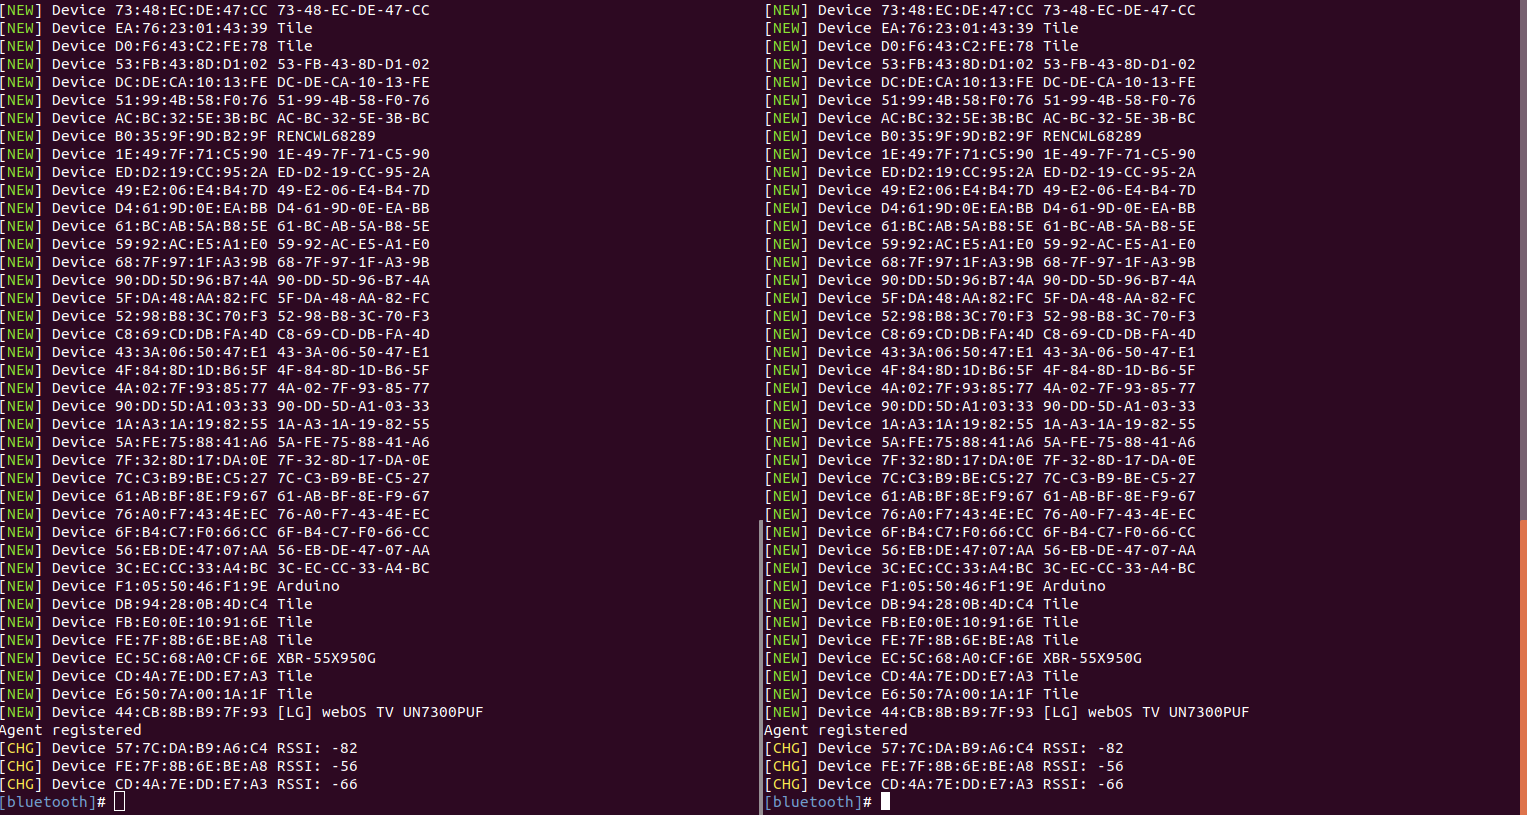 [NEW] Device 73:48:EC:DE:47:CC 73-48-EC-DE-47-CC
[NEW] Device EA:76:23:01:43:39 Tile
[NEW] Device D0:F6:43:C2:FE:78 Tile
[NEW] Device 53:FB:43:8D:D1:02 53-FB-43-8D-D1-02
[NEW] Device DC:DE:CA:10:13:FE DC-DE-CA-10-13-FE
[NEW] Device 51:99:4B:58:F0:76 51-99-4B-58-F0-76
[NEW] Device AC:BC:32:5E:3B:BC AC-BC-32-5E-3B-BC
[NEW] Device B0:35:9F:9D:B2:9F RENCWL68289
[NEW] Device 1E:49:7F:71:C5:90 1E-49-7F-71-C5-90
[NEW] Device ED:D2:19:CC:95:2A ED-D2-19-CC-95-2A
[NEW] Device 49:E2:06:E4:B4:7D 49-E2-06-E4-B4-7D
[NEW] Device D4:61:9D:0E:EA:BB D4-61-9D-0E-EA-BB
[NEW] Device 61:BC:AB:5A:B8:5E 61-BC-AB-5A-B8-5E
[NEW] Device 59:92:AC:E5:A1:E0 59-92-AC-E5-A1-E0
[NEW] Device 68:7F:97:1F:A3:9B 68-7F-97-1F-A3-9B
[NEW] Device 90:DD:5D:96:B7:4A 90-DD-5D-96-B7-4A
[NEW] Device 5F:DA:48:AA:82:FC 5F-DA-48-AA-82-FC
[NEW] Device 52:98:B8:3C:70:F3 52-98-B8-3C-70-F3
[NEW] Device C8:69:CD:DB:FA:4D C8-69-CD-DB-FA-4D
[NEW] Device 43:3A:06:50:47:E1 43-3A-06-50-47-E1
[NEW] Device 4F:84:8D:1D:B6:5F 4F-84-8D-1D-B6-5F
[NEW] Device 4A:02:7F:93:85:77 4A-02-7F-93-85-77
[NEW] Device 90:DD:5D:A1:03:33 90-DD-5D-A1-03-33
[NEW] Device 1A:A3:1A:19:82:55 1A-A3-1A-19-82-55
[NEW] Device 5A:FE:75:88:41:A6 5A-FE-75-88-41-A6
[NEW] Device 7F:32:8D:17:DA:0E 7F-32-8D-17-DA-0E
[NEW] Device 7C:C3:B9:BE:C5:27 7C-C3-B9-BE-C5-27
[NEW] Device 61:AB:BF:8E:F9:67 61-AB-BF-8E-F9-67
[NEW] Device 76:A0:F7:43:4E:EC 76-A0-F7-43-4E-EC
[NEW] Device 6F:B4:C7:F0:66:CC 6F-B4-C7-F0-66-CC
[NEW] Device 56:EB:DE:47:07:AA 56-EB-DE-47-07-AA
[NEW] Device 3C:EC:CC:33:A4:BC 3C-EC-CC-33-A4-BC
[NEW] Device F1:05:50:46:F1:9E Arduino
[NEW] Device DB:94:28:0B:4D:C4 Tile
[NEW] Device FB:E0:0E:10:91:6E Tile
[NEW] Device FE:7F:8B:6E:BE:A8 Tile
[NEW] Device EC:5C:68:A0:CF:6E XBR-55X950G
[NEW] Device CD:4A:7E:DD:E7:A3 Tile
[NEW] Device E6:50:7A:00:1A:1F Tile
[NEW] Device 44:CB:8B:B9:7F:93 [LG] webOS TV UN7300PUF
Agent registered
[CHG] Device 57:7C:DA:B9:A6:C4 RSSI: -82
[CHG] Device FE:7F:8B:6E:BE:A8 RSSI: -56
[CHG] Device CD:4A:7E:DD:E7:A3 RSSI: -66
[bluetooth]#
[NEW] Device 73:48:EC:DE:47:CC 73-48-EC-DE-47-CC
[NEW] Device EA:76:23:01:43:39 Tile
[NEW] Device D0:F6:43:C2:FE:78 Tile
[NEW] Device 53:FB:43:8D:D1:02 53-FB-43-8D-D1-02
[NEW] Device DC:DE:CA:10:13:FE DC-DE-CA-10-13-FE
[NEW] Device 51:99:4B:58:F0:76 51-99-4B-58-F0-76
[NEW] Device AC:BC:32:5E:3B:BC AC-BC-32-5E-3B-BC
[NEW] Device B0:35:9F:9D:B2:9F RENCWL68289
[NEW] Device 1E:49:7F:71:C5:90 1E-49-7F-71-C5-90
[NEW] Device ED:D2:19:CC:95:2A ED-D2-19-CC-95-2A
[NEW] Device 49:E2:06:E4:B4:7D 49-E2-06-E4-B4-7D
[NEW] Device D4:61:9D:0E:EA:BB D4-61-9D-0E-EA-BB
[NEW] Device 61:BC:AB:5A:B8:5E 61-BC-AB-5A-B8-5E
[NEW] Device 59:92:AC:E5:A1:E0 59-92-AC-E5-A1-E0
[NEW] Device 68:7F:97:1F:A3:9B 68-7F-97-1F-A3-9B
[NEW] Device 90:DD:5D:96:B7:4A 90-DD-5D-96-B7-4A
[NEW] Device 5F:DA:48:AA:82:FC 5F-DA-48-AA-82-FC
[NEW] Device 52:98:B8:3C:70:F3 52-98-B8-3C-70-F3
[NEW] Device C8:69:CD:DB:FA:4D C8-69-CD-DB-FA-4D
[NEW] Device 43:3A:06:50:47:E1 43-3A-06-50-47-E1
[NEW] Device 4F:84:8D:1D:B6:5F 4F-84-8D-1D-B6-5F
[NEW] Device 4A:02:7F:93:85:77 4A-02-7F-93-85-77
[NEW] Device 90:DD:5D:A1:03:33 90-DD-5D-A1-03-33
[NEW] Device 1A:A3:1A:19:82:55 1A-A3-1A-19-82-55
[NEW] Device 5A:FE:75:88:41:A6 5A-FE-75-88-41-A6
[NEW] Device 7F:32:8D:17:DA:0E 7F-32-8D-17-DA-0E
[NEW] Device 7C:C3:B9:BE:C5:27 7C-C3-B9-BE-C5-27
[NEW] Device 61:AB:BF:8E:F9:67 61-AB-BF-8E-F9-67
[NEW] Device 76:A0:F7:43:4E:EC 76-A0-F7-43-4E-EC
[NEW] Device 6F:B4:C7:F0:66:CC 6F-B4-C7-F0-66-CC
[NEW] Device 56:EB:DE:47:07:AA 56-EB-DE-47-07-AA
[NEW] Device 3C:EC:CC:33:A4:BC 3C-EC-CC-33-A4-BC
[NEW] Device F1:05:50:46:F1:9E Arduino
[NEW] Device DB:94:28:0B:4D:C4 Tile
[NEW] Device FB:E0:0E:10:91:6E Tile
[NEW] Device FE:7F:8B:6E:BE:A8 Tile
[NEW] Device EC:5C:68:A0:CF:6E XBR-55X950G
[NEW] Device CD:4A:7E:DD:E7:A3 Tile
[NEW] Device E6:50:7A:00:1A:1F Tile
[NEW] Device 44:CB:8B:B9:7F:93 [LG] webOS TV UN7300PUF
Agent registered
[CHG] Device 57:7C:DA:B9:A6:C4 RSSI: -82
[CHG] Device FE:7F:8B:6E:BE:A8 RSSI: -56
[CHG] Device CD:4A:7E:DD:E7:A3 RSSI: -66
[bluetooth]#